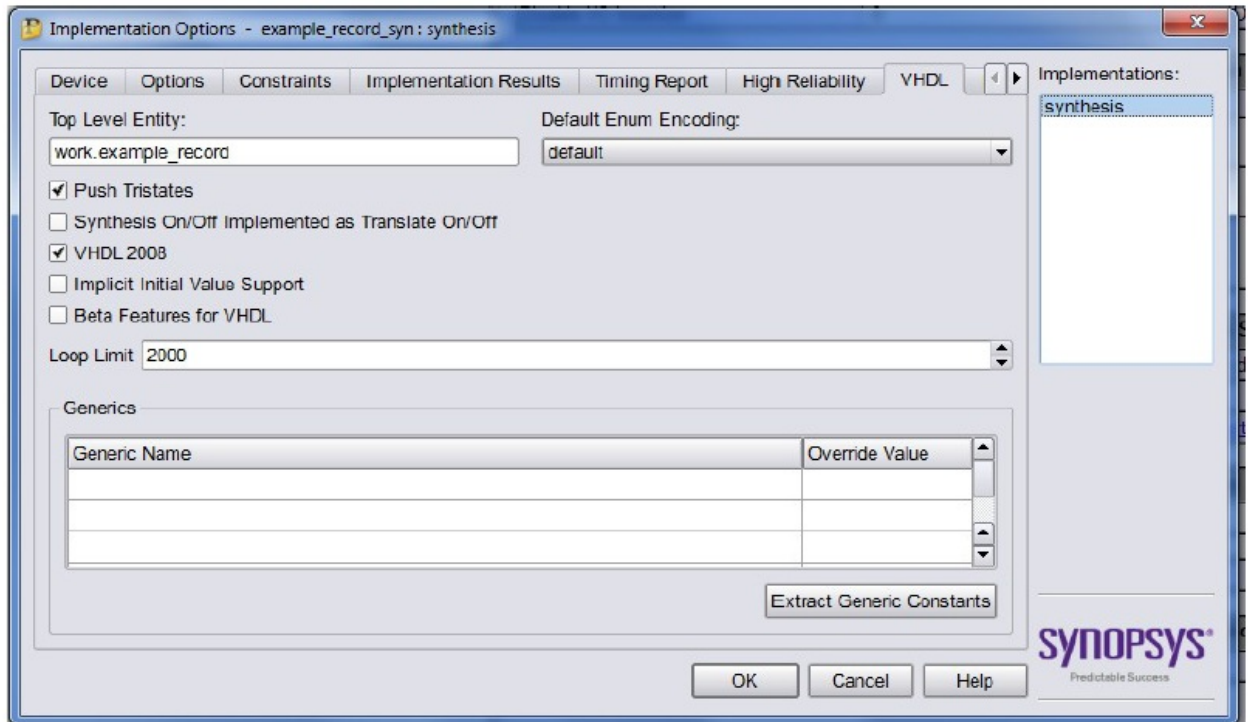 Implementation Options - example_record_syn : synthesis
Device Options Constraints Implementation Results Timing Report High Reliability VHDL
Implementations:
synthesis
Top Level Entity: Default Enum Encoding:
work.example_record default
Push Tristates
Synthesis On/Off Implemented as Translate On/Off
VHDL 2008
Implicit Initial Value Support
Beta Features for VHDL
Loop Limit 2000
Generics
Generic Name Override Value
Extract Generic Constants
SYNOPSYS®
Predictable Success
OK Cancel Help